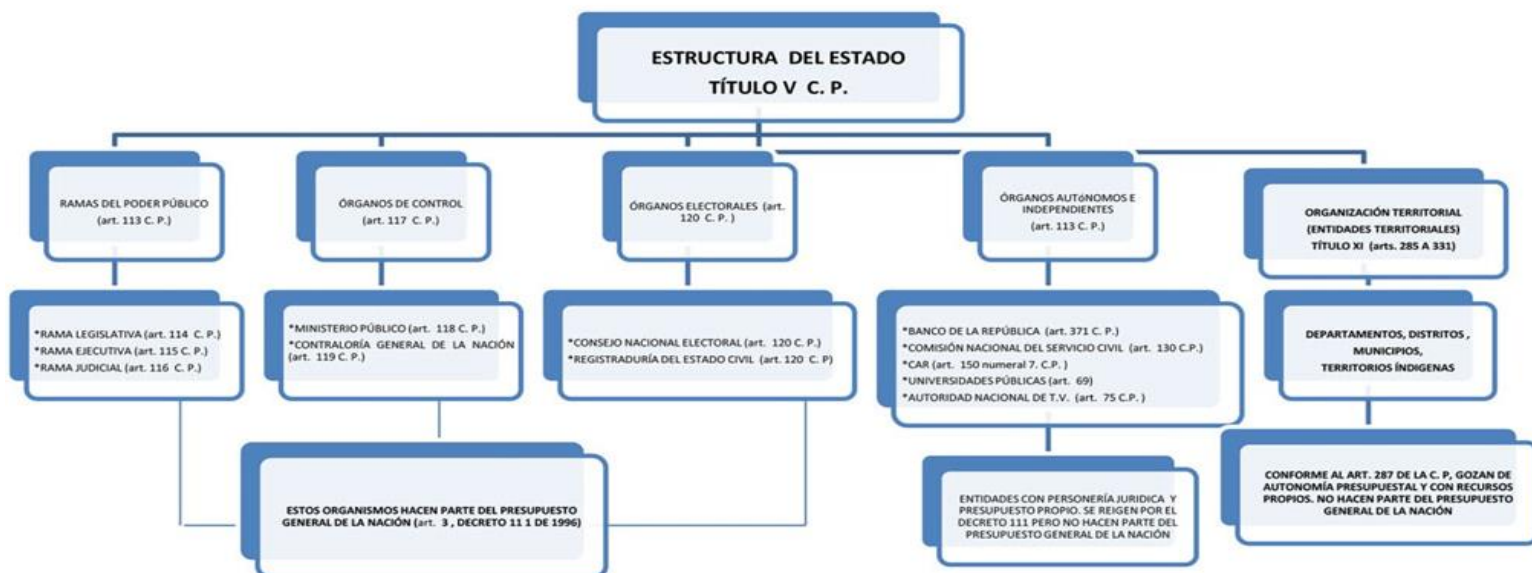 ESTRUCTURA DEL ESTADO
TÍTULO V C. P.
RAMAS DEL PODER PÚBLICO
(art. 113 C. P.)
ÓRGANOS DE CONTROL
(art. 117 C. P.)
ÓRGANOS ELECTORALES (art.
120 C. P. )
ÓRGANOS AUTóNOMOS E
INDEPENDIENTES
(art. 113 C. P.)
ORGANIZACIÓN TERRITORIAL
(ENTIDADES TERRITORIALES)
TÍTULO XI (arts. 285 A 331)
*RAMA LEGISLATIVA (art. 114 C. P.)
*RAMA EJECUTIVA (art. 115 C. P.)
*RAMA JUDICIAL (art. 116 C. P.)
*MINISTERIO PÚBLICO (art. 118 C. P.)
*CONTRALORÍA GENERAL DE LA NACIÓN
(art. 119 C. P.)
*CONSEJO NACIONAL ELECTORAL (art. 120 C. P.)
*REGISTRADURÍA DEL ESTADO CIVIL (art. 120 C. P)
*BANCO DE LA REPÚBLICA (art. 371 C. P.)
*COMISIÓN NACIONAL DEL SERVICIO CIVIL (art. 130 C.P.)
*CAR (art. 150 numeral 7. C.P. )
*UNIVERSIDADES PÚBLICAS (art. 69)
*AUTORIDAD NACIONAL DE T.V. (art. 75 C.P. )
DEPARTAMENTOS, DISTRITOS ,
MUNICIPIOS,
TERRITORIOS ÍNDIGENAS
ESTOS ORGANISMOS HACEN PARTE DEL PRESUPUESTO
GENERAL DE LA NACIÓN (art. 3 , DECRETO 11 1 DE 1996)
ENTIDADES CON PERSONERÍA JURIDICA Y
PRESUPUESTO PROPIO. SE REIGEN POR EL
DECRETO 111 PERO NO HACEN PARTE DEL
PRESUPUESTO GENERAL DE LA NACIÓN
CONFORME AL ART. 287 DE LA C. P, GOZAN DE
AUTONOMÍA PRESUPUESTAL Y CON RECURSOS
PROPIOS. NO HACEN PARTE DEL PRESUPUESTO
GENERAL DE LA NACIÓN